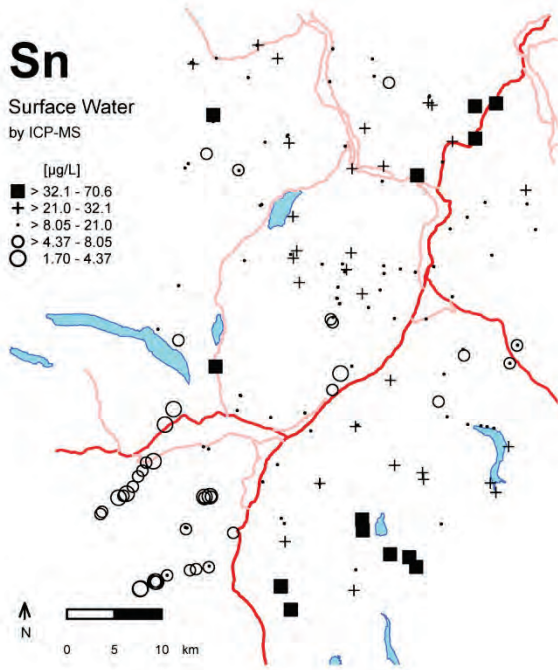 Sn
Surface Water
by ICP-MS
[µg/L]
> 32.1 - 70.6
> 21.0 - 32.1
> 8.05 - 21.0
> 4.37 - 8.05
1.70 - 4.37
N
0 5 10 km